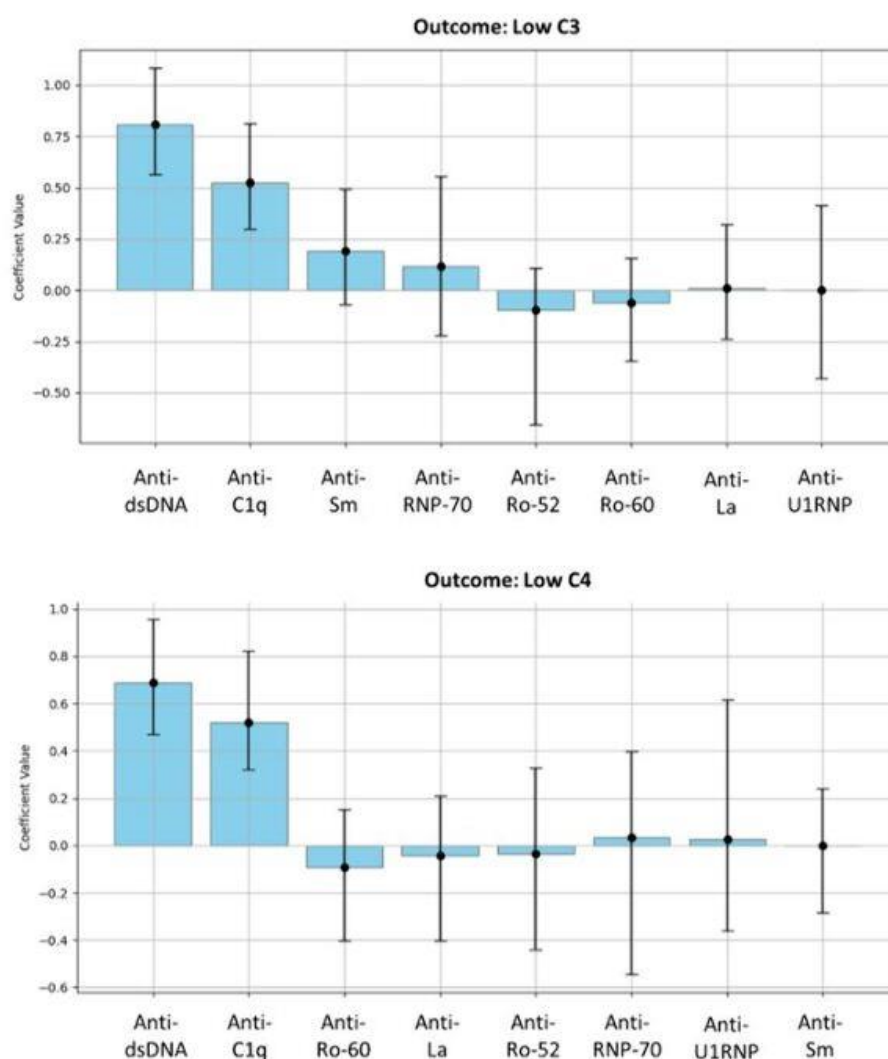 Outcome: Low C3
1.00
0.75
0.50
0.25
0.00
−0.25
−0.50
Coefficient Value
Anti-dsDNA
Anti-C1q
Anti-Sm
Anti-RNP-70
Anti-Ro-52
Anti-Ro-60
Anti-La
Anti-U1RNP
Outcome: Low C4
1.0
0.8
0.6
0.4
0.2
0.0
−0.2
−0.4
−0.6
Coefficient Value
Anti-dsDNA
Anti-C1q
Anti-Ro-60
Anti-La
Anti-Ro-52
Anti-RNP-70
Anti-U1RNP
Anti-Sm